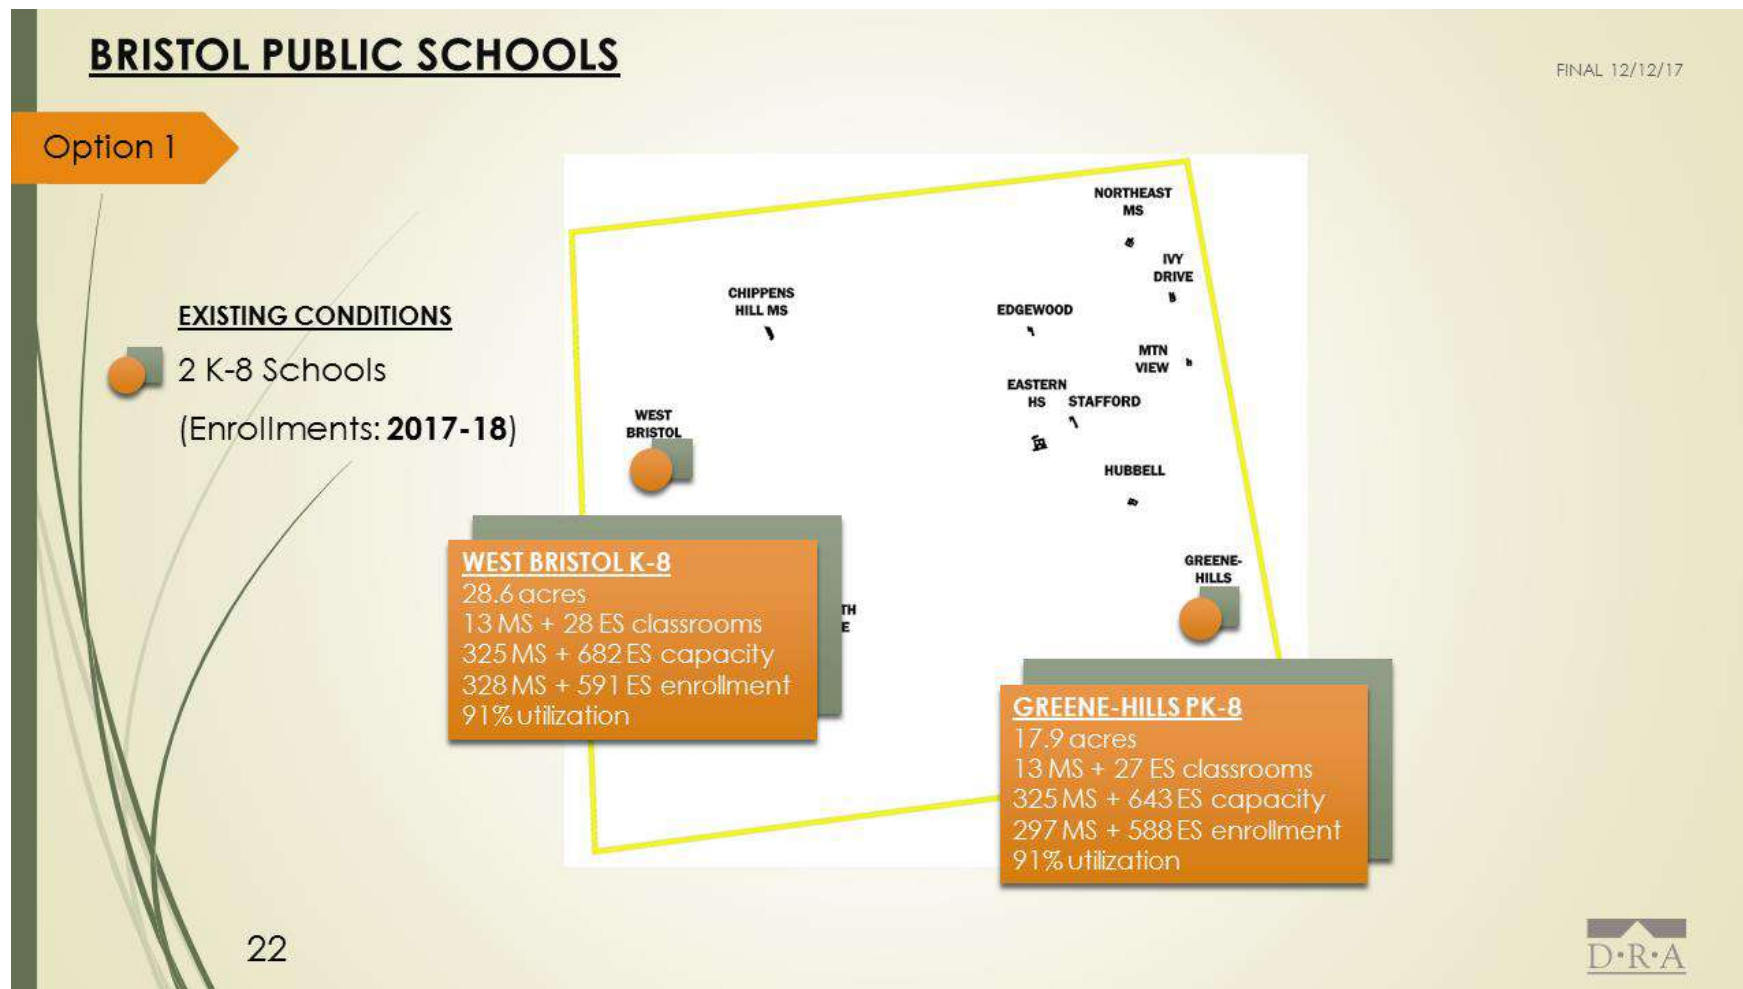 BRISTOL PUBLIC SCHOOLS
FINAL 12/12/17
Option 1
EXISTING CONDITIONS
2 K-8 Schools
(Enrollments: 2017-18)
NORTHEAST
MS
IVY
DRIVE
CHIPPENS
HILL MS
EDGEWOOD
MTN
VIEW
EASTERN
HS
STAFFORD
WEST
BRISTOL
HUBBELL
GREENE-
HILLS
TH
E
WEST BRISTOL K-8
28.6 acres
13 MS + 28 ES classrooms
325 MS + 682 ES capacity
328 MS + 591 ES enrollment
91% utilization
GREENE-HILLS PK-8
17.9 acres
13 MS + 27 ES classrooms
325 MS + 643 ES capacity
297 MS + 588 ES enrollment
91% utilization
22
D·R·A